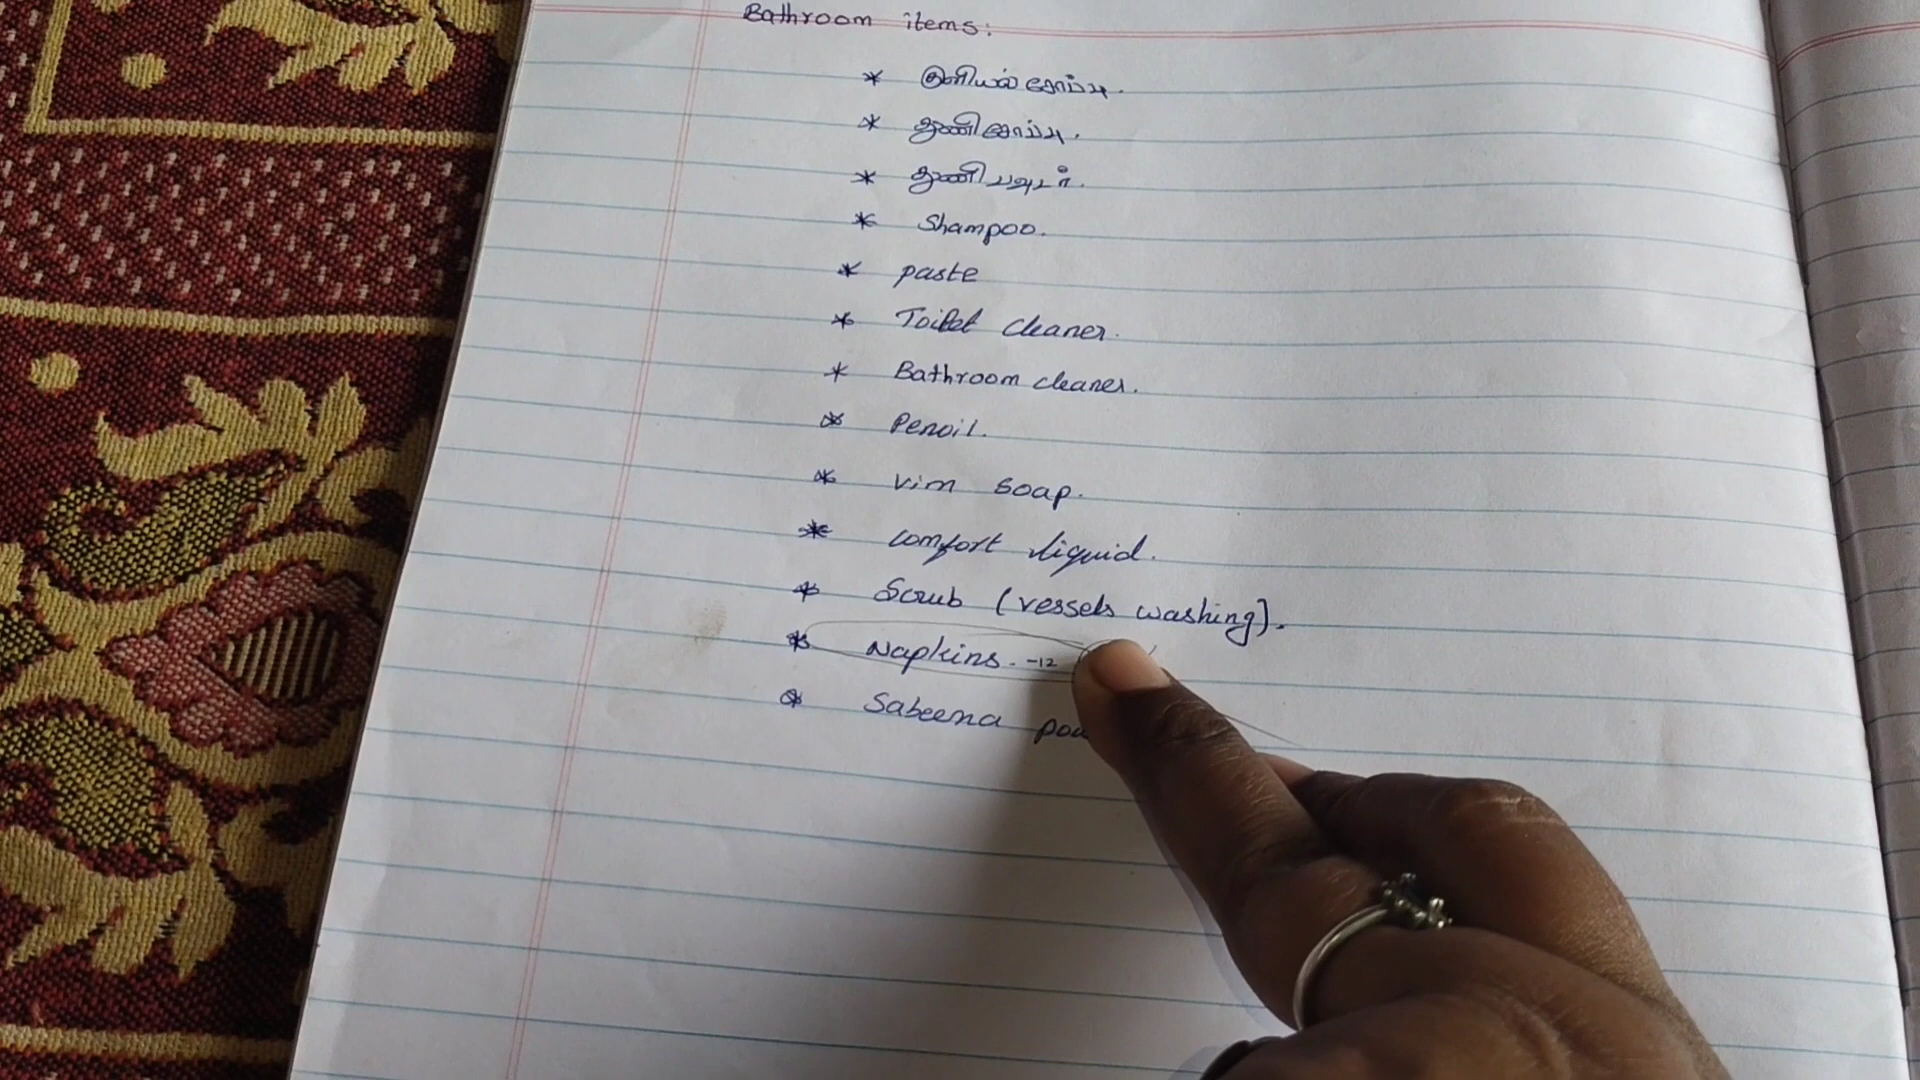 Bathroom items:
* குளியல் சோப்பு.
* துணி சோப்பு.
* துணி பவுடர்.
* Shampoo.
* paste
* Toilet cleaner.
* Bathroom cleaner.
* Penoil.
* Vim soap.
* comfort liquid.
* Scrub (vessels washing).
* Napkins. -12
* Sabeena